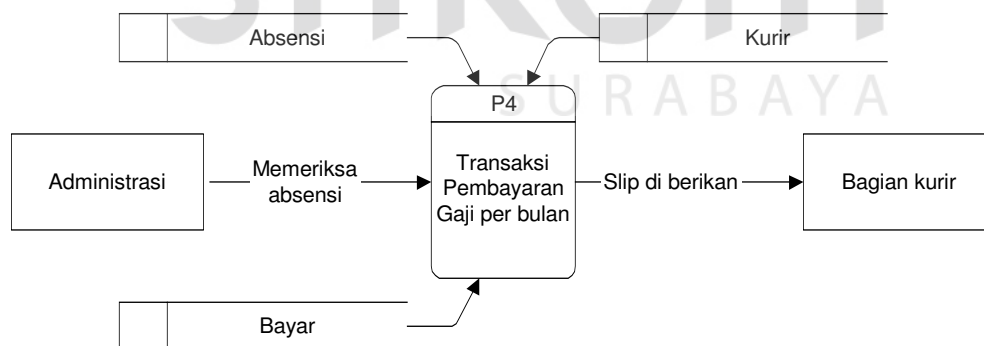 Absensi
Kurir
SURABAYA
P4
Administrasi
Memeriksa
absensi
Transaksi
Pembayaran
Gaji per bulan
Slip di berikan
Bagian kurir
Bayar